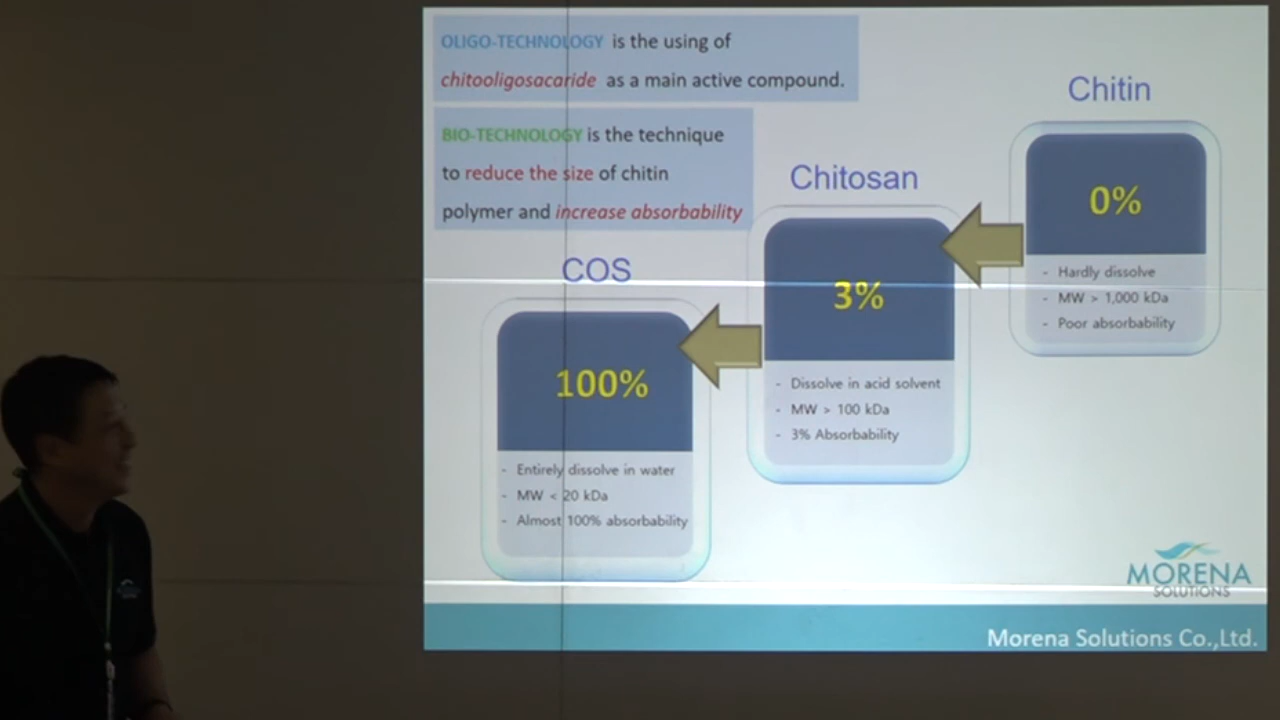 OLIGO-TECHNOLOGY is the using of
chitooligosacaride as a main active compound.
BIO-TECHNOLOGY is the technique
to reduce the size of chitin
polymer and increase absorbability
COS
100%
- Entirely dissolve in water
- MW < 20 kDa
- Almost 100% absorbability
Chitosan
3%
- Dissolve in acid solvent
- MW > 100 kDa
- 3% Absorbability
Chitin
0%
- Hardly dissolve
- MW > 1,000 kDa
- Poor absorbability
MORENA
SOLUTIONS
Morena Solutions Co.,Ltd.